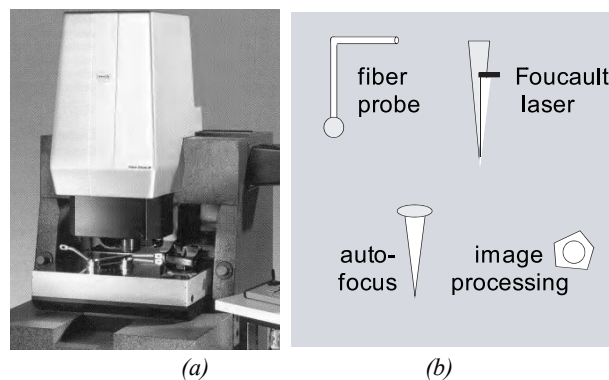 fiber
probe
Foucault
laser
auto-
focus
image
processing
(a)
(b)